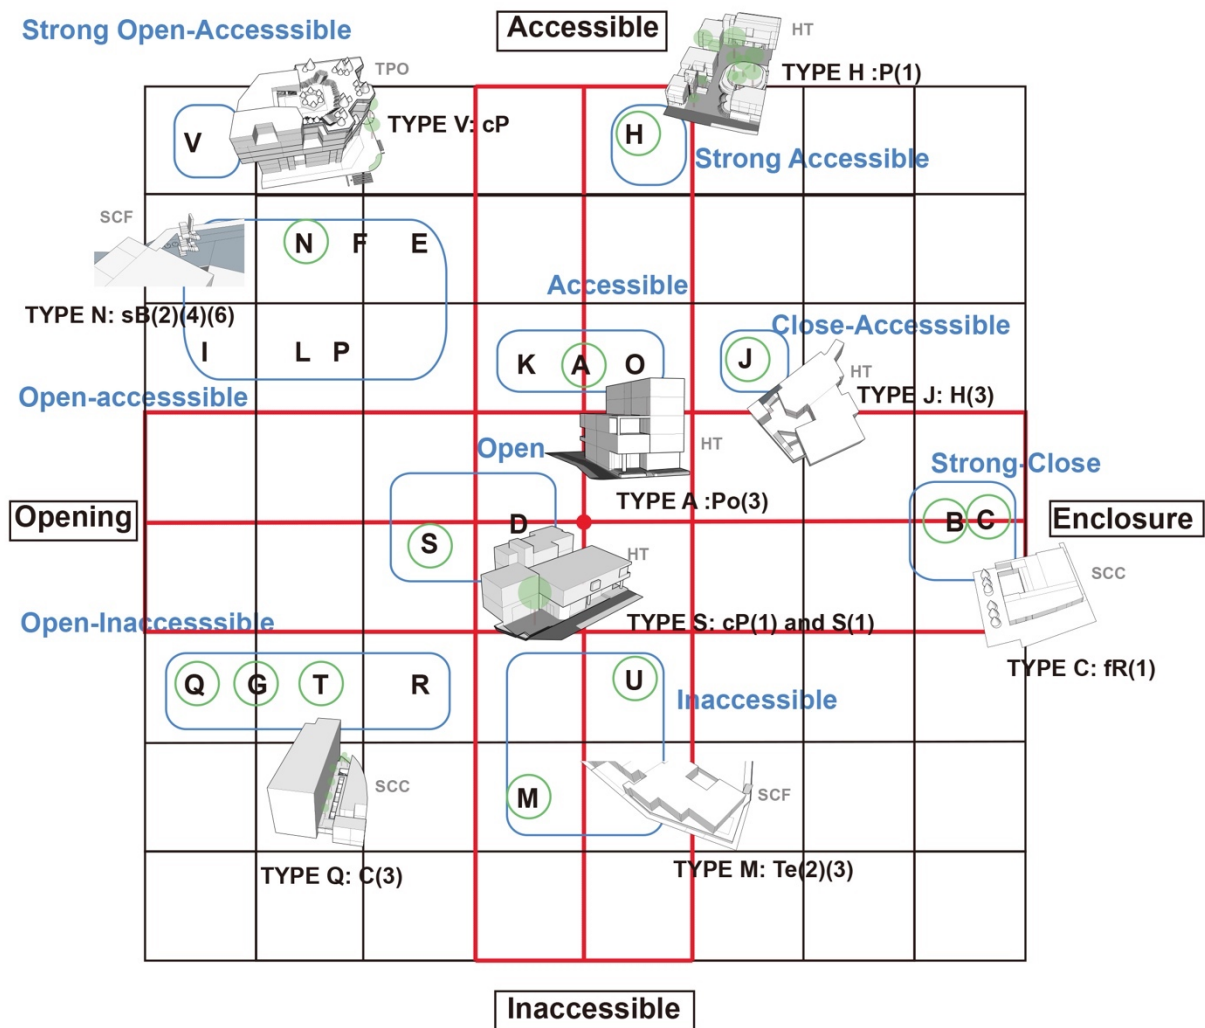 Accessible
Strong Open-Accesssible
HT
TYPE H :P(1)
TPO
TYPE V: cP
V
H
Strong Accessible
SCF
N F E
TYPE N: sB(2)(4)(6)
Accessible
Close-Accesssible
I L P
K A O
J
HT
TYPE J: H(3)
Open-accesssible
Open
HT
Strong-Close
TYPE A :Po(3)
Opening
D
S
B C
Enclosure
HT
SCC
Open-Inaccesssible
TYPE S: cP(1) and S(1)
TYPE C: fR(1)
Q G T R
U
Inaccessible
SCC
M
SCF
TYPE Q: C(3)
TYPE M: Te(2)(3)
Inaccessible